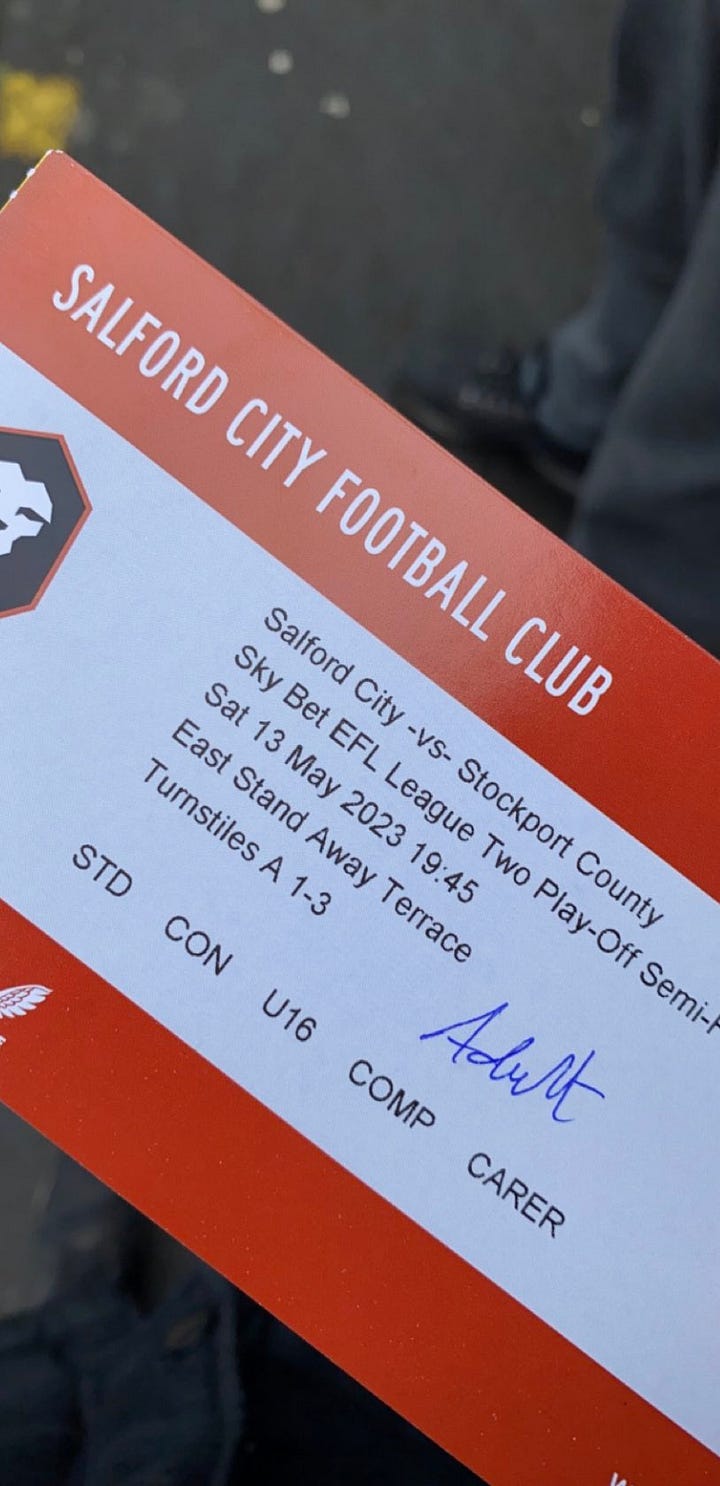 SALFORD CITY FOOTBALL CLUB
Salford City -vs- Stockport County
Sky Bet EFL League Two Play-Off Semi-F
Sat 13 May 2023 19:45
East Stand Away Terrace
Turnstiles A 1-3
Adult
STD CON U16 COMP CARER